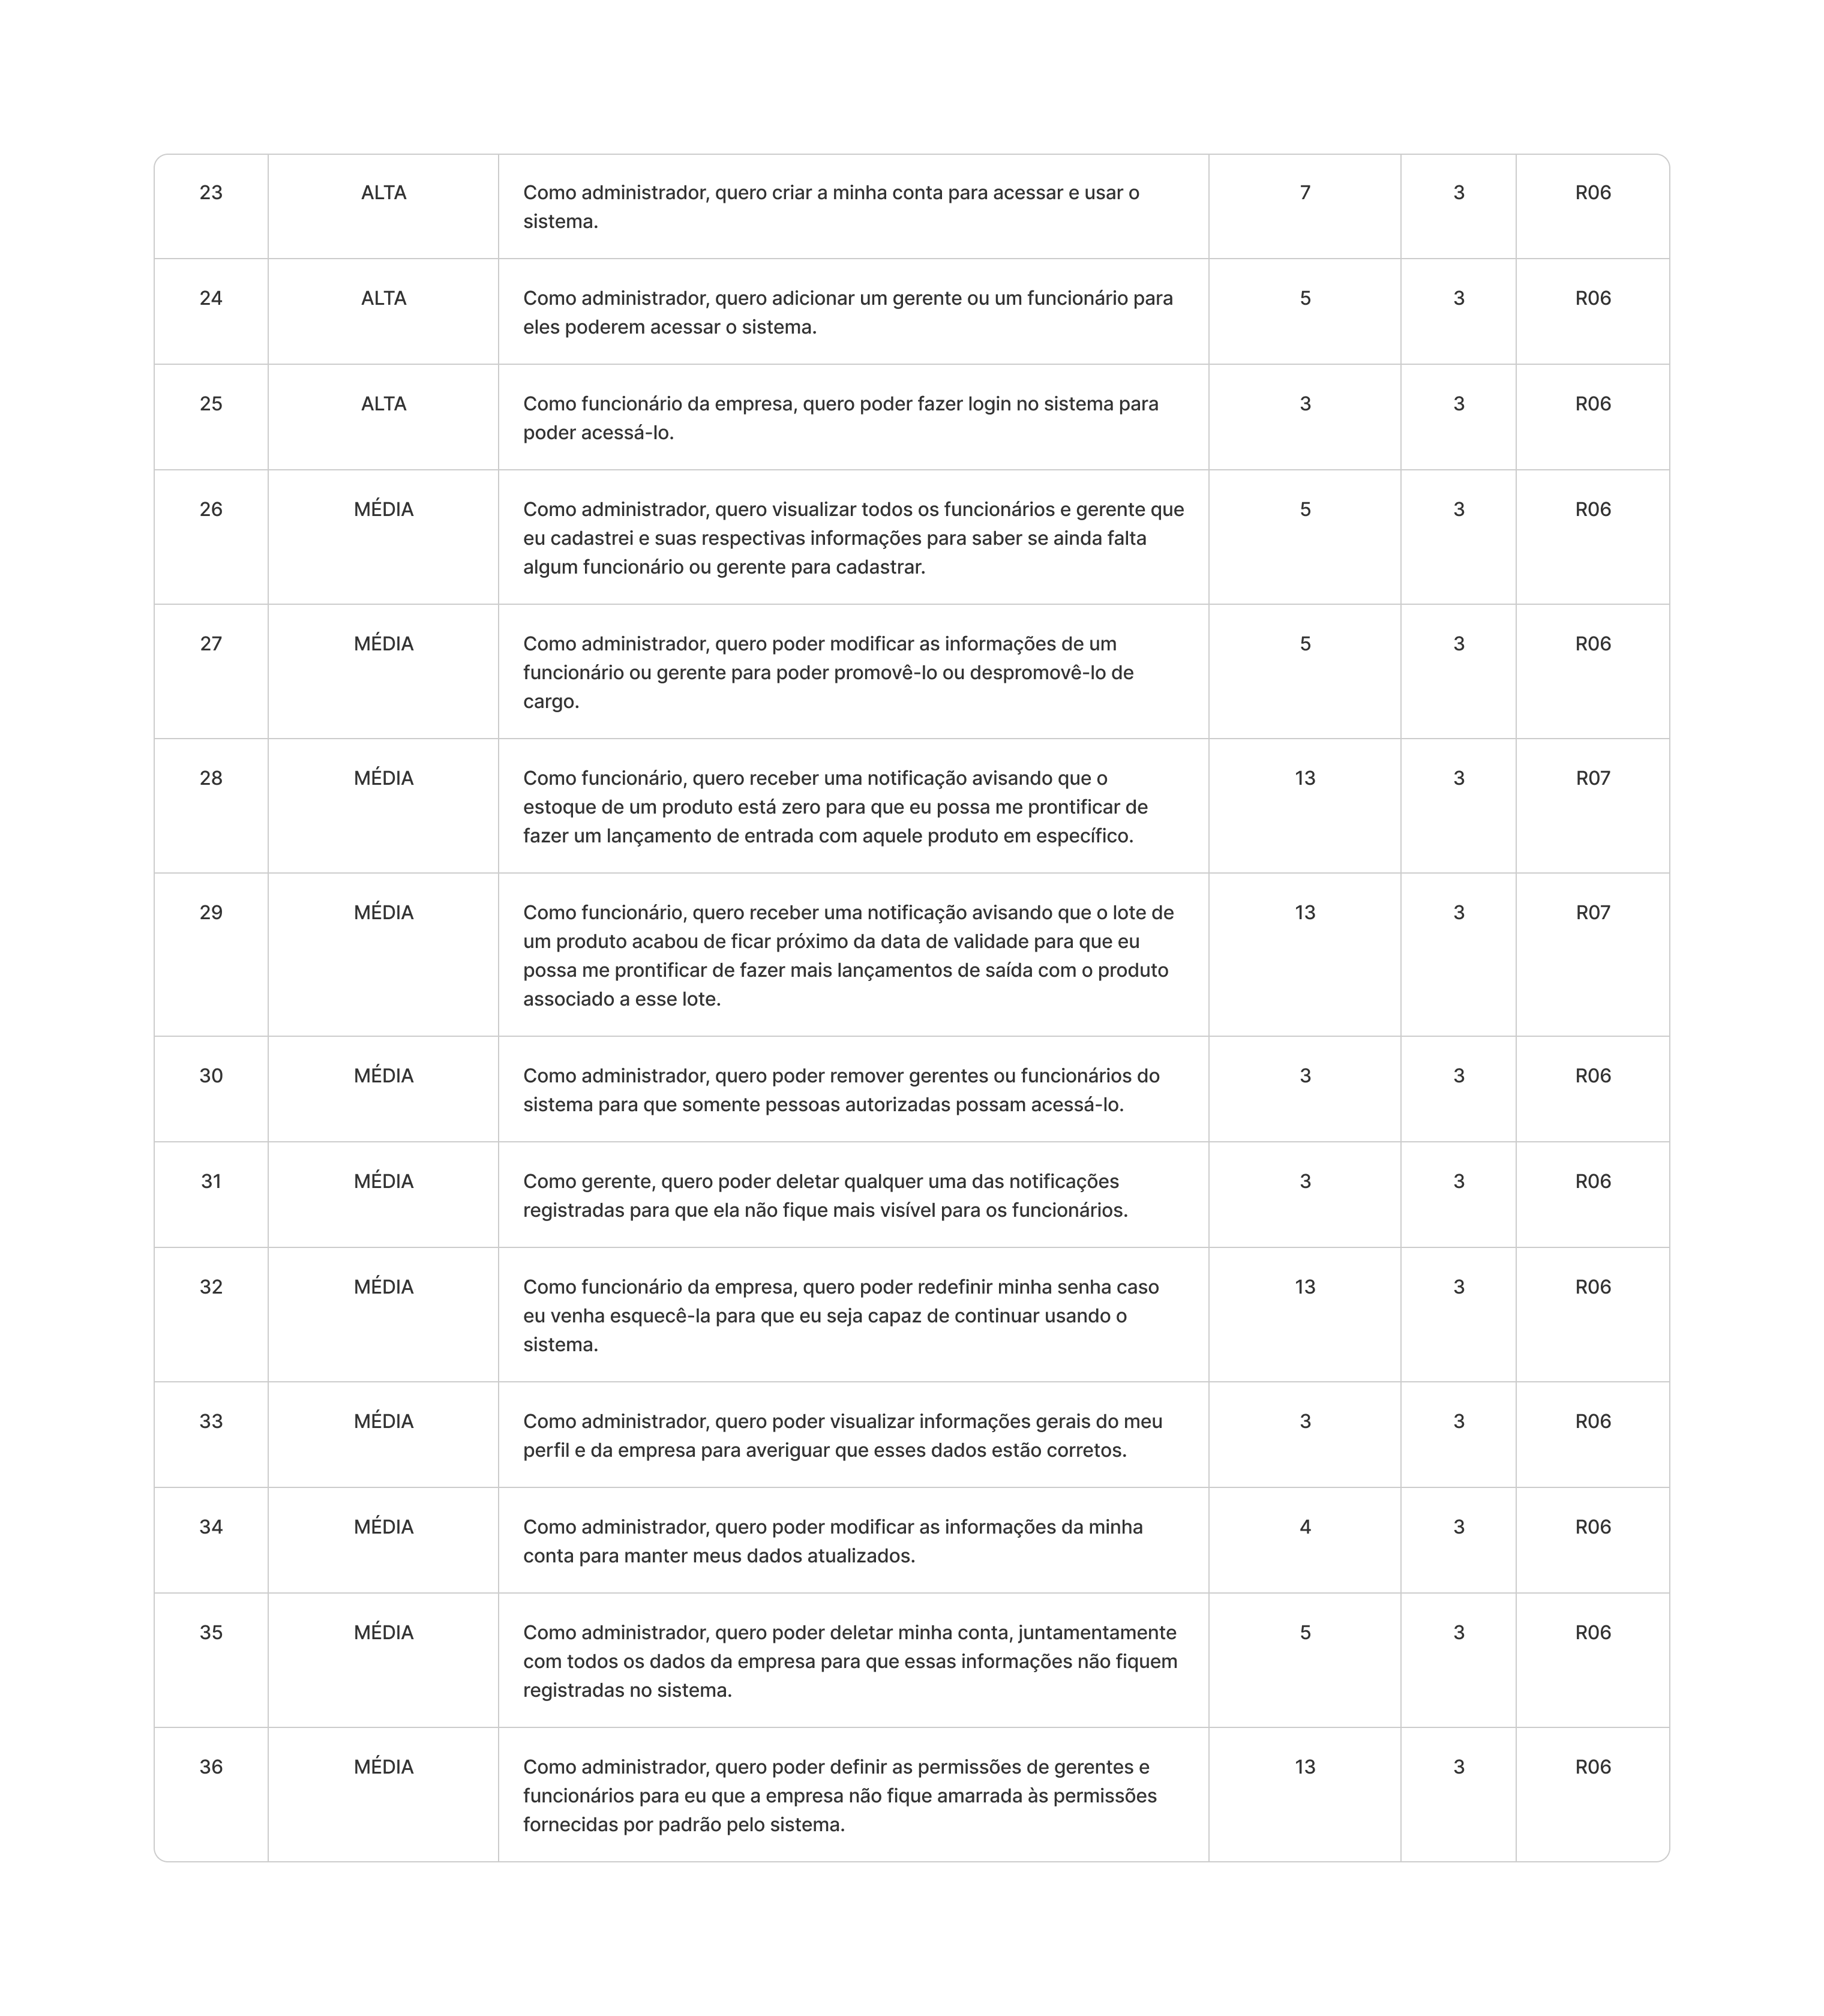 23 ALTA Como administrador, quero criar a minha conta para acessar e usar o 7 3 R06
sistema.
24 ALTA Como administrador, quero adicionar um gerente ou um funcionário para 5 3 R06
eles poderem acessar o sistema.
25 ALTA Como funcionário da empresa, quero poder fazer login no sistema para 3 3 R06
poder acessá-lo.
26 MÉDIA Como administrador, quero visualizar todos os funcionários e gerente que 5 3 R06
eu cadastrei e suas respectivas informações para saber se ainda falta
algum funcionário ou gerente para cadastrar.
27 MÉDIA Como administrador, quero poder modificar as informações de um 5 3 R06
funcionário ou gerente para poder promovê-lo ou despromovê-lo de
cargo.
28 MÉDIA Como funcionário, quero receber uma notificação avisando que o 13 3 R07
estoque de um produto está zero para que eu possa me prontificar de
fazer um lançamento de entrada com aquele produto em específico.
29 MÉDIA Como funcionário, quero receber uma notificação avisando que o lote de 13 3 R07
um produto acabou de ficar próximo da data de validade para que eu
possa me prontificar de fazer mais lançamentos de saída com o produto
associado a esse lote.
30 MÉDIA Como administrador, quero poder remover gerentes ou funcionários do 3 3 R06
sistema para que somente pessoas autorizadas possam acessá-lo.
31 MÉDIA Como gerente, quero poder deletar qualquer uma das notificações 3 3 R06
registradas para que ela não fique mais visível para os funcionários.
32 MÉDIA Como funcionário da empresa, quero poder redefinir minha senha caso 13 3 R06
eu venha esquecê-la para que eu seja capaz de continuar usando o
sistema.
33 MÉDIA Como administrador, quero poder visualizar informações gerais do meu 3 3 R06
perfil e da empresa para averiguar que esses dados estão corretos.
34 MÉDIA Como administrador, quero poder modificar as informações da minha 4 3 R06
conta para manter meus dados atualizados.
35 MÉDIA Como administrador, quero poder deletar minha conta, juntamentamente 5 3 R06
com todos os dados da empresa para que essas informações não fiquem
registradas no sistema.
36 MÉDIA Como administrador, quero poder definir as permissões de gerentes e 13 3 R06
funcionários para eu que a empresa não fique amarrada às permissões
fornecidas por padrão pelo sistema.